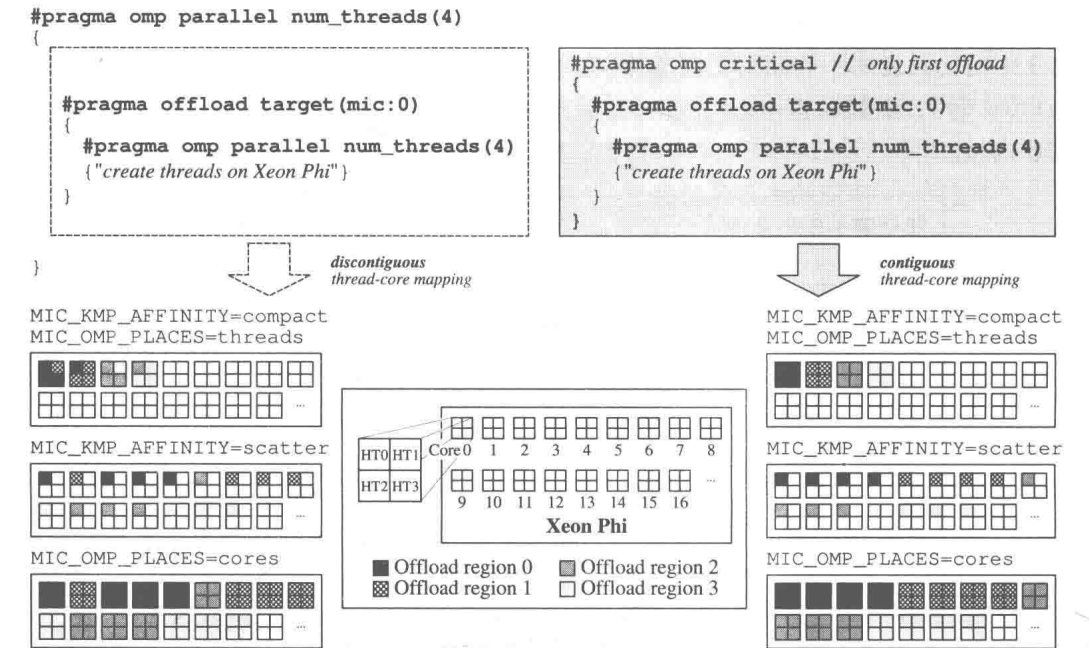 #pragma omp parallel num_threads(4)
{
#pragma offload target(mic:0)
{
#pragma omp parallel num_threads(4)
{"create threads on Xeon Phi"}
}
}
#pragma omp critical // only first offload
{
#pragma offload target(mic:0)
{
#pragma omp parallel num_threads(4)
{"create threads on Xeon Phi"}
}
}
discontiguous
thread-core mapping
contiguous
thread-core mapping
MIC_KMP_AFFINITY=compact
MIC_OMP_PLACES=threads
...
MIC_KMP_AFFINITY=scatter
...
MIC_OMP_PLACES=cores
...
HT0 HT1
HT2 HT3
Core 0 1 2 3 4 5 6 7 8
...
9 10 11 12 13 14 15 16
Xeon Phi
Offload region 0 Offload region 2
Offload region 1 Offload region 3
MIC_KMP_AFFINITY=compact
MIC_OMP_PLACES=threads
...
MIC_KMP_AFFINITY=scatter
...
MIC_OMP_PLACES=cores
...